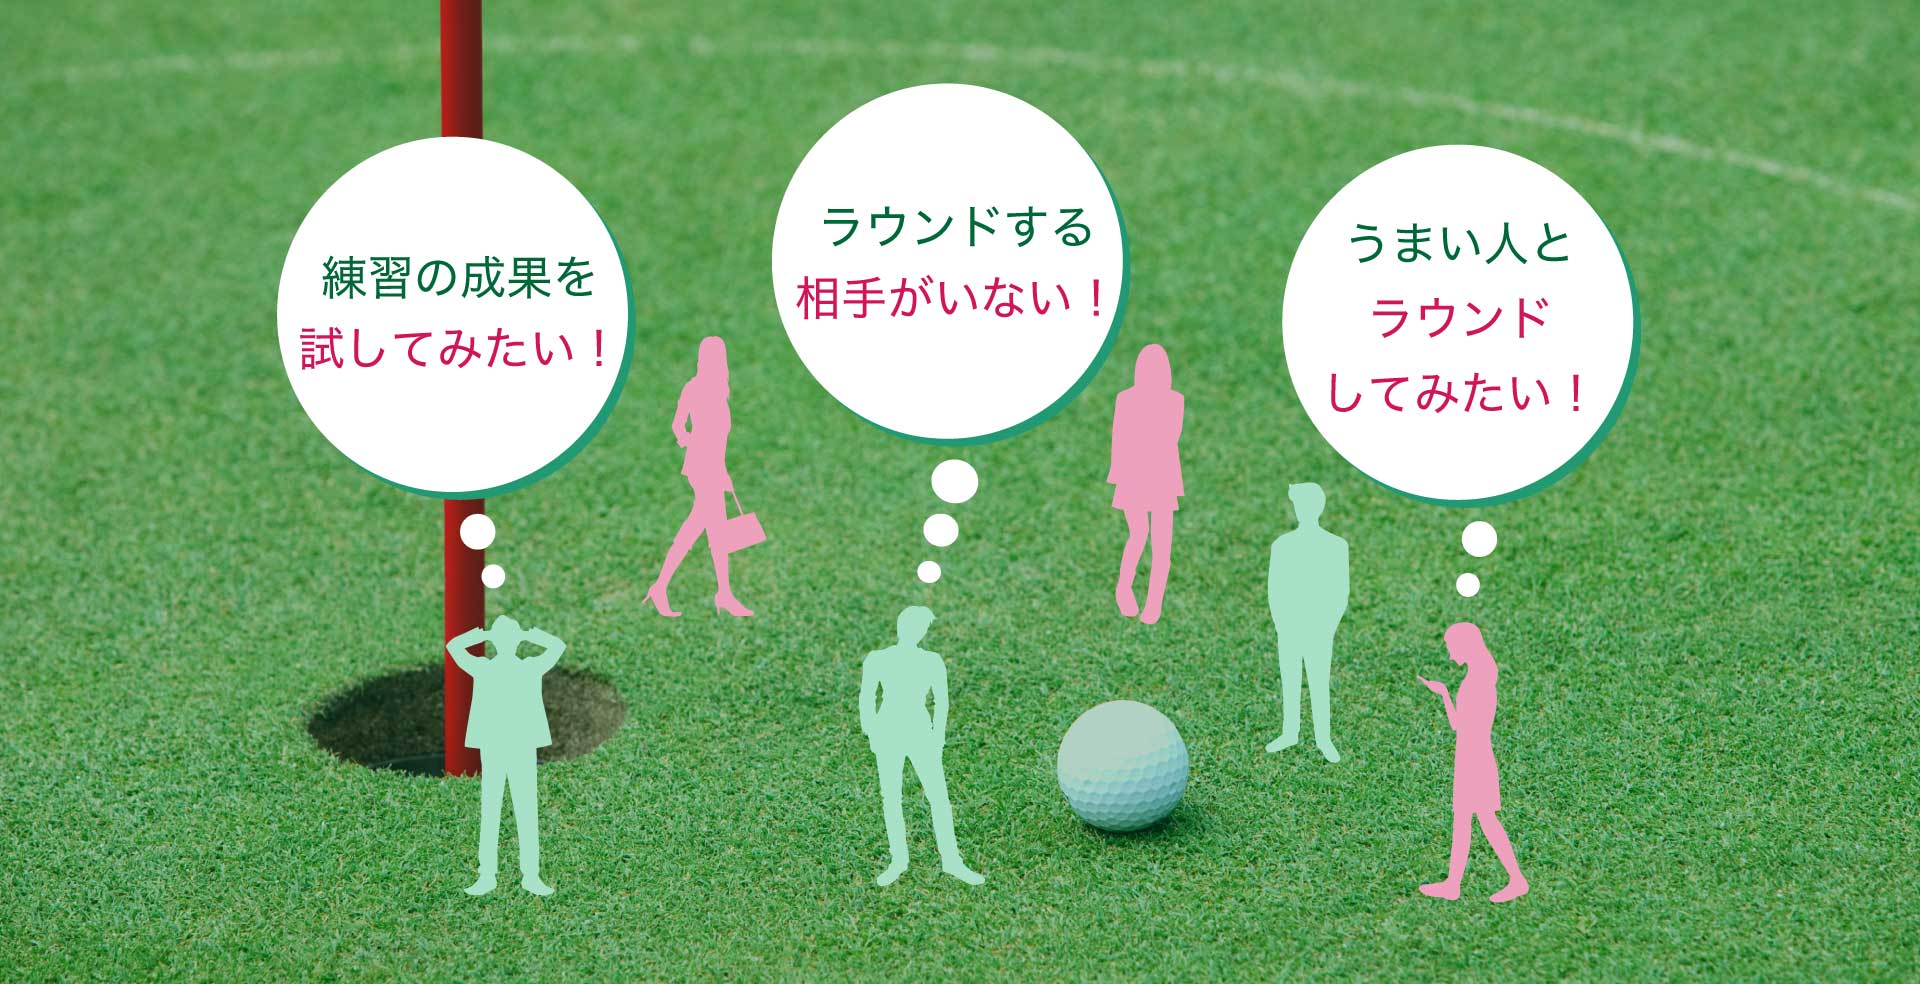 練習の成果を
試してみたい！
ラウンドする
相手がいない！
うまい人と
ラウンド
してみたい！